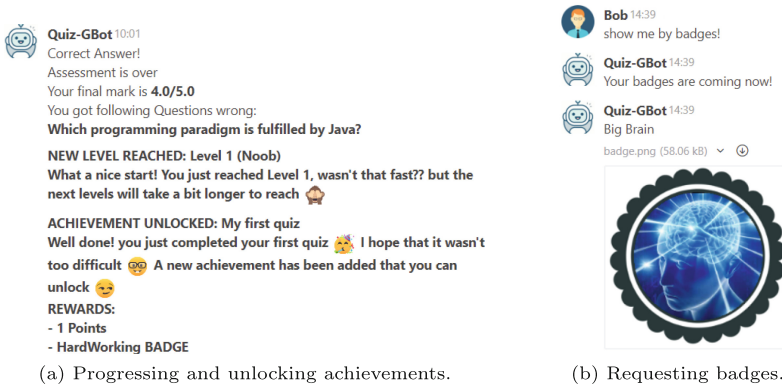 Quiz-GBot 10:01
Correct Answer!
Assessment is over
Your final mark is 4.0/5.0
You got following Questions wrong:
Which programming paradigm is fulfilled by Java?
NEW LEVEL REACHED: Level 1 (Noob)
What a nice start! You just reached Level 1, wasn't that fast?? but the
next levels will take a bit longer to reach 🙈
ACHIEVEMENT UNLOCKED: My first quiz
Well done! you just completed your first quiz 🥳 I hope that it wasn't
too difficult 🤓 A new achievement has been added that you can
unlock 😏
REWARDS:
- 1 Points
- HardWorking BADGE
(a) Progressing and unlocking achievements.
Bob 14:39
show me by badges!
Quiz-GBot 14:39
Your badges are coming now!
Quiz-GBot 14:39
Big Brain
badge.png (58.06 kB)
(b) Requesting badges.